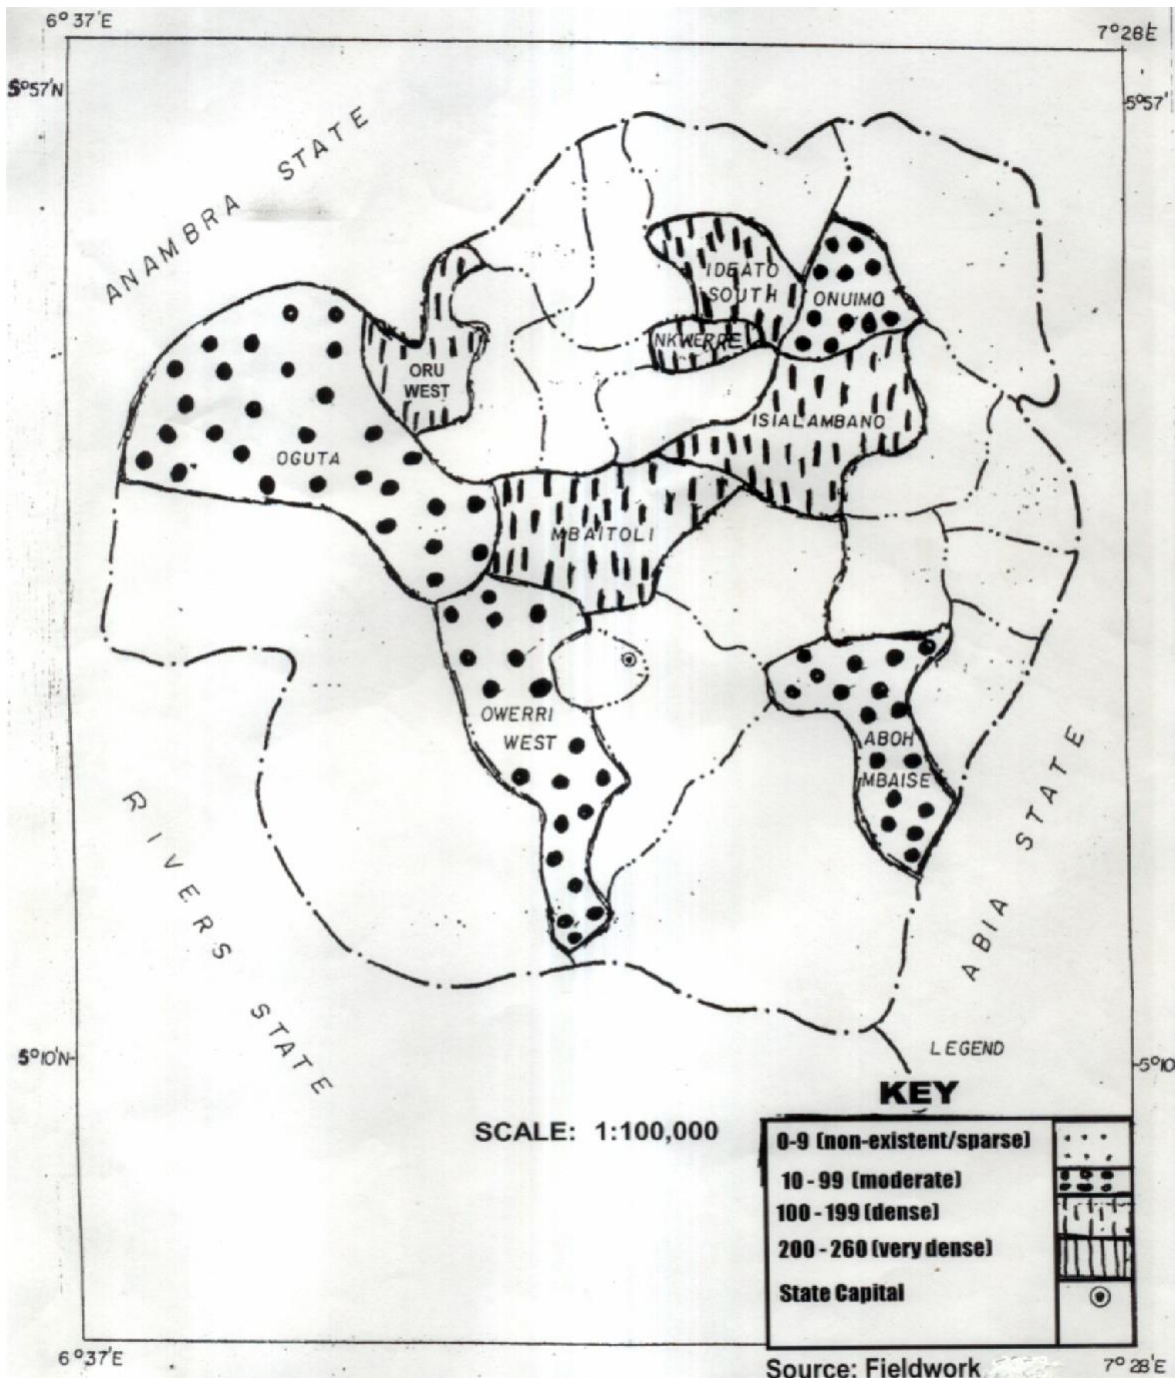 6° 37'E
7° 28'E
5° 57'N
5° 57'
ANAMBRA STATE
IDEATO
SOUTH
ONUIMO
NKWERRE
ORU
WEST
ISIALAMBANO
OGUTA
MBAITOLI
OWERRI
WEST
ABOH
MBAISE
RIVERS STATE
ABIA STATE
5° 10'N
5° 10
LEGEND
KEY
SCALE: 1:100,000
0-9 (non-existent/sparse)
10 - 99 (moderate)
100 - 199 (dense)
200 - 260 (very dense)
State Capital
6° 37'E
7° 28'E
Source: Fieldwork